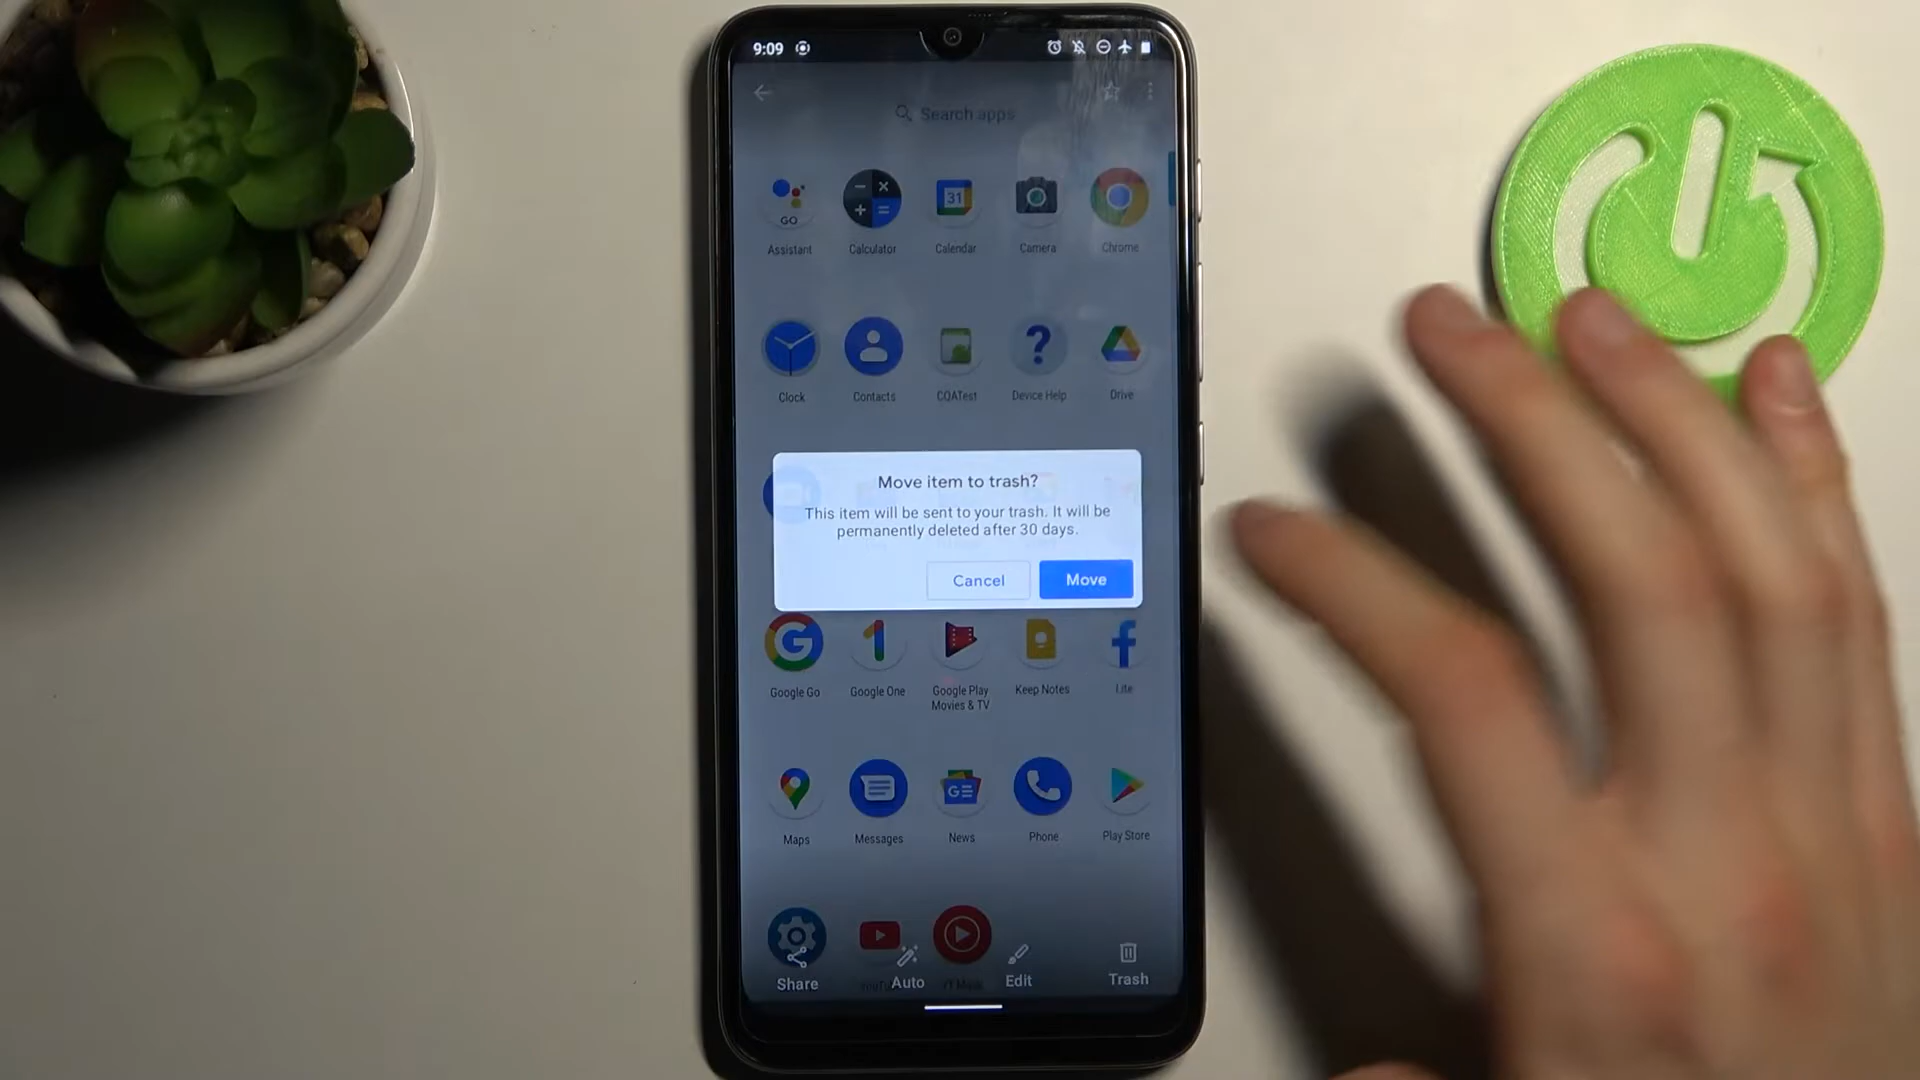 9:09
Search apps
GO
31
Assistant
Calculator
Calendar
Camera
Chrome
Clock
Contacts
CQATest
Device Help
Drive
Move item to trash?
This item will be sent to your trash. It will be
permanently deleted after 30 days.
Cancel
Move
Google Go
Google One
Google Play
Movies & TV
Keep Notes
Lite
Maps
Messages
News
Phone
Play Store
Share
Auto
Edit
Trash